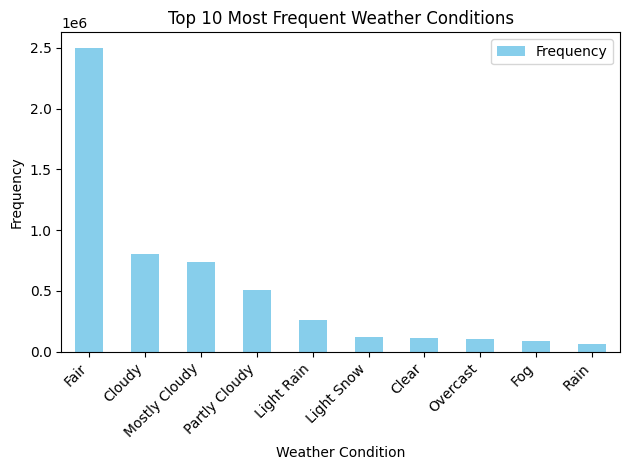 Top 10 Most Frequent Weather Conditions
1e6
Frequency
2.5
2.0
1.5
1.0
0.5
0.0
Frequency
Fair
Cloudy
Mostly Cloudy
Partly Cloudy
Light Rain
Light Snow
Clear
Overcast
Fog
Rain
Weather Condition